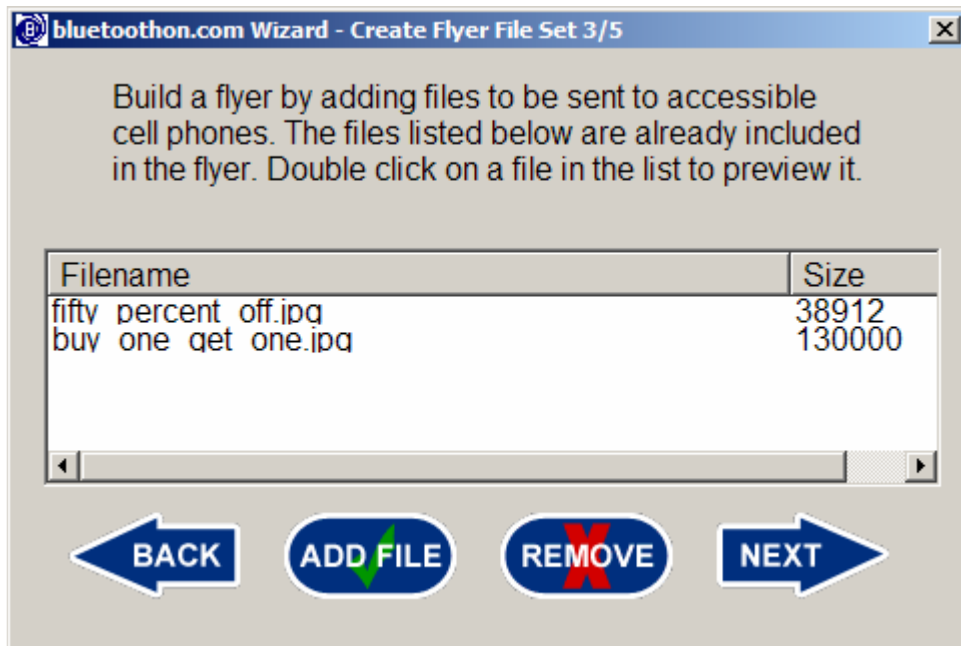 bluetoothon.com Wizard - Create Flyer File Set 3/5
Build a flyer by adding files to be sent to accessible
cell phones. The files listed below are already included
in the flyer. Double click on a file in the list to preview it.
Filename Size
fifty_percent_off.jpg 38912
buy_one_get_one.jpg 130000
BACK ADD FILE REMOVE NEXT